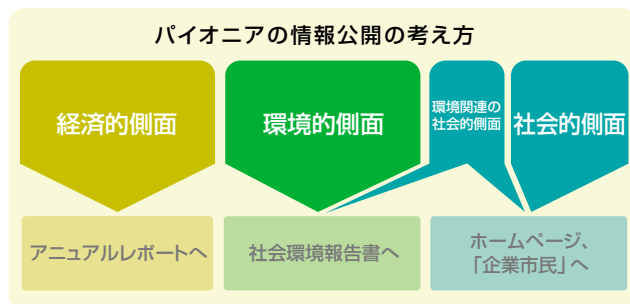 パイオニアの情報公開の考え方
経済的側面
環境的側面
環境関連の
社会的側面
社会的側面
アニュアルレポートへ
社会環境報告書へ
ホームページ、
「企業市民」へ